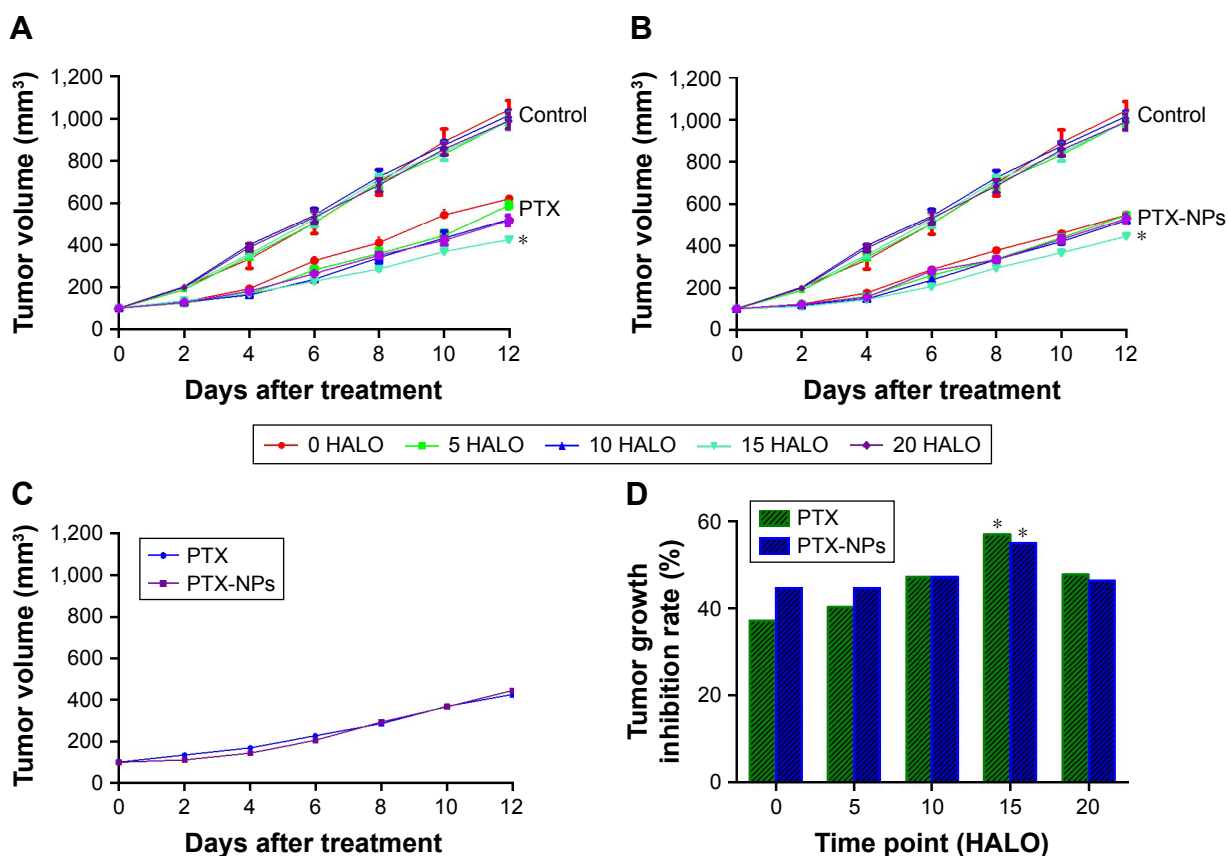 A
Tumor volume (mm³)
1,200
1,000
800
600
400
200
0
0 2 4 6 8 10 12
Days after treatment
Control
PTX
*
B
Tumor volume (mm³)
1,200
1,000
800
600
400
200
0
0 2 4 6 8 10 12
Days after treatment
Control
PTX-NPs
*
0 HALO 5 HALO 10 HALO 15 HALO 20 HALO
C
Tumor volume (mm³)
1,200
1,000
800
600
400
200
0
0 2 4 6 8 10 12
Days after treatment
PTX
PTX-NPs
D
Tumor growth
inhibition rate (%)
60
40
20
0
0 5 10 15 20
Time point (HALO)
PTX
PTX-NPs
* *